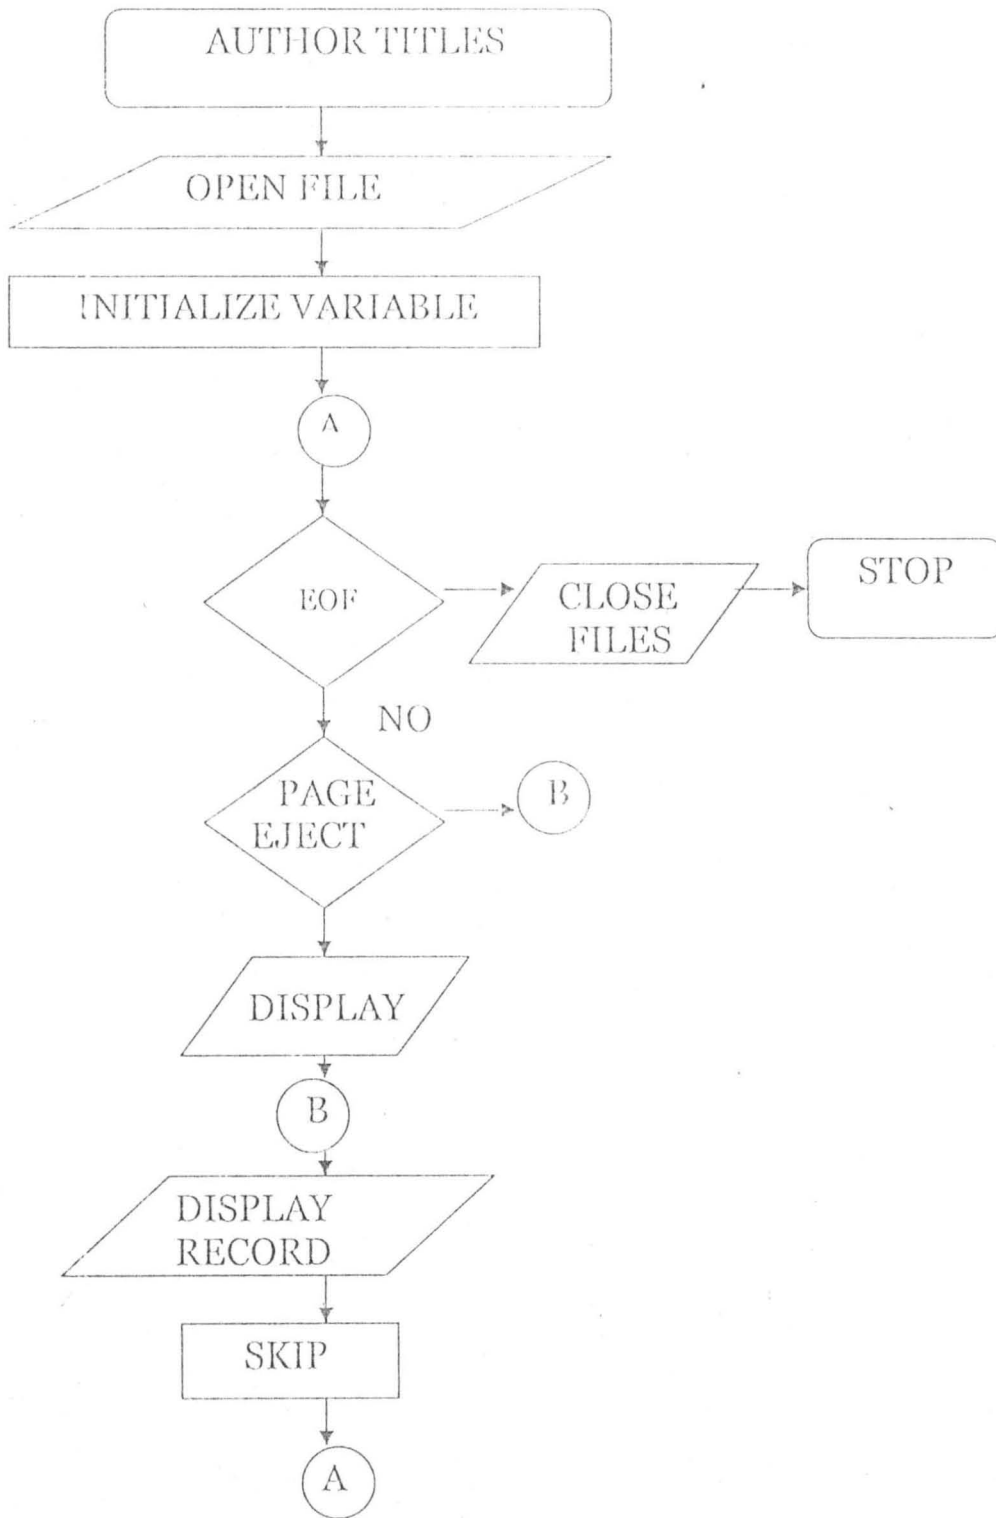 AUTHOR TITLES
OPEN FILE
INITIALIZE VARIABLE
A
EOF
CLOSE
FILES
STOP
NO
PAGE
EJECT
B
DISPLAY
B
DISPLAY
RECORD
SKIP
A